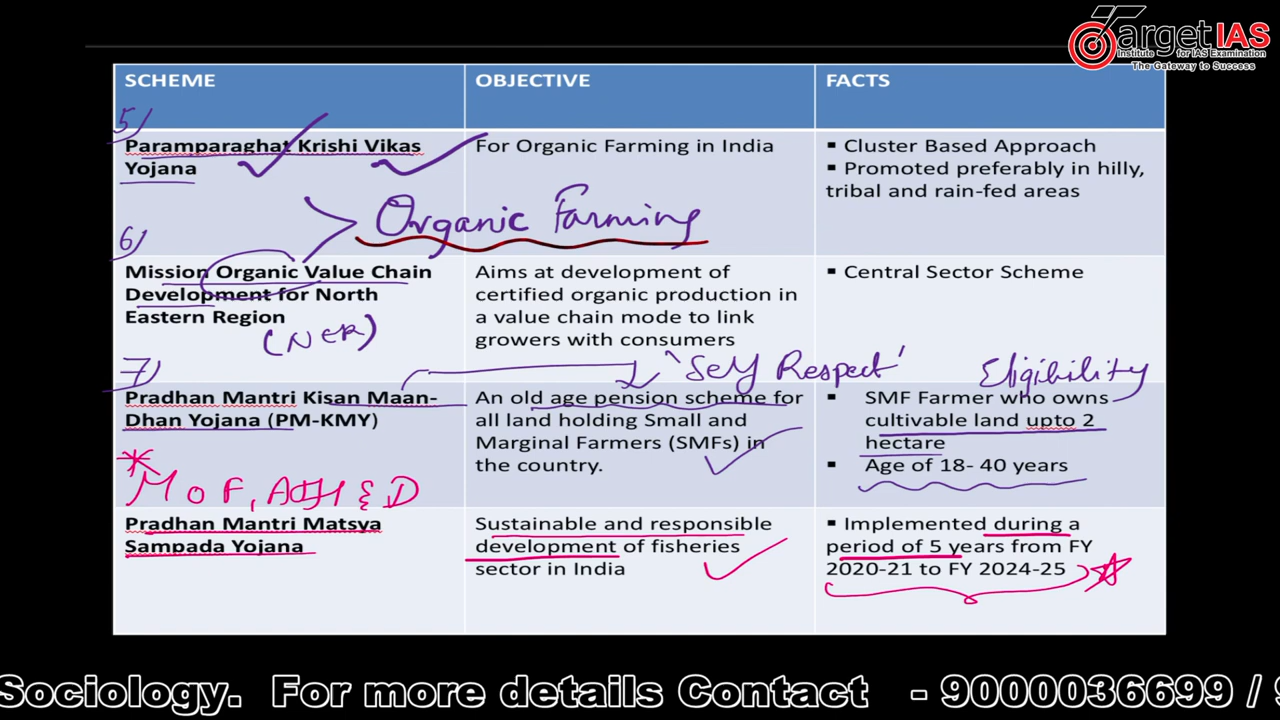 Target IAS
Institute for IAS Examination
The Gateway to Success
SCHEME
OBJECTIVE
FACTS
5)
Paramparaghat Krishi Vikas
Yojana
For Organic Farming in India
▪ Cluster Based Approach
▪ Promoted preferably in hilly,
tribal and rain-fed areas
Organic Farming
6)
Mission Organic Value Chain
Development for North
Eastern Region
(NER)
Aims at development of
certified organic production in
a value chain mode to link
growers with consumers
▪ Central Sector Scheme
7)
'Self Respect'
Eligibility
Pradhan Mantri Kisan Maan-
Dhan Yojana (PM-KMY)
An old age pension scheme for
all land holding Small and
Marginal Farmers (SMFs) in
the country.
▪ SMF Farmer who owns
cultivable land upto 2
hectare
▪ Age of 18- 40 years
* M o F, AH & D
Pradhan Mantri Matsya
Sampada Yojana
Sustainable and responsible
development of fisheries
sector in India
▪ Implemented during a
period of 5 years from FY
2020-21 to FY 2024-25
Sociology. For more details Contact - 9000036699 / 9